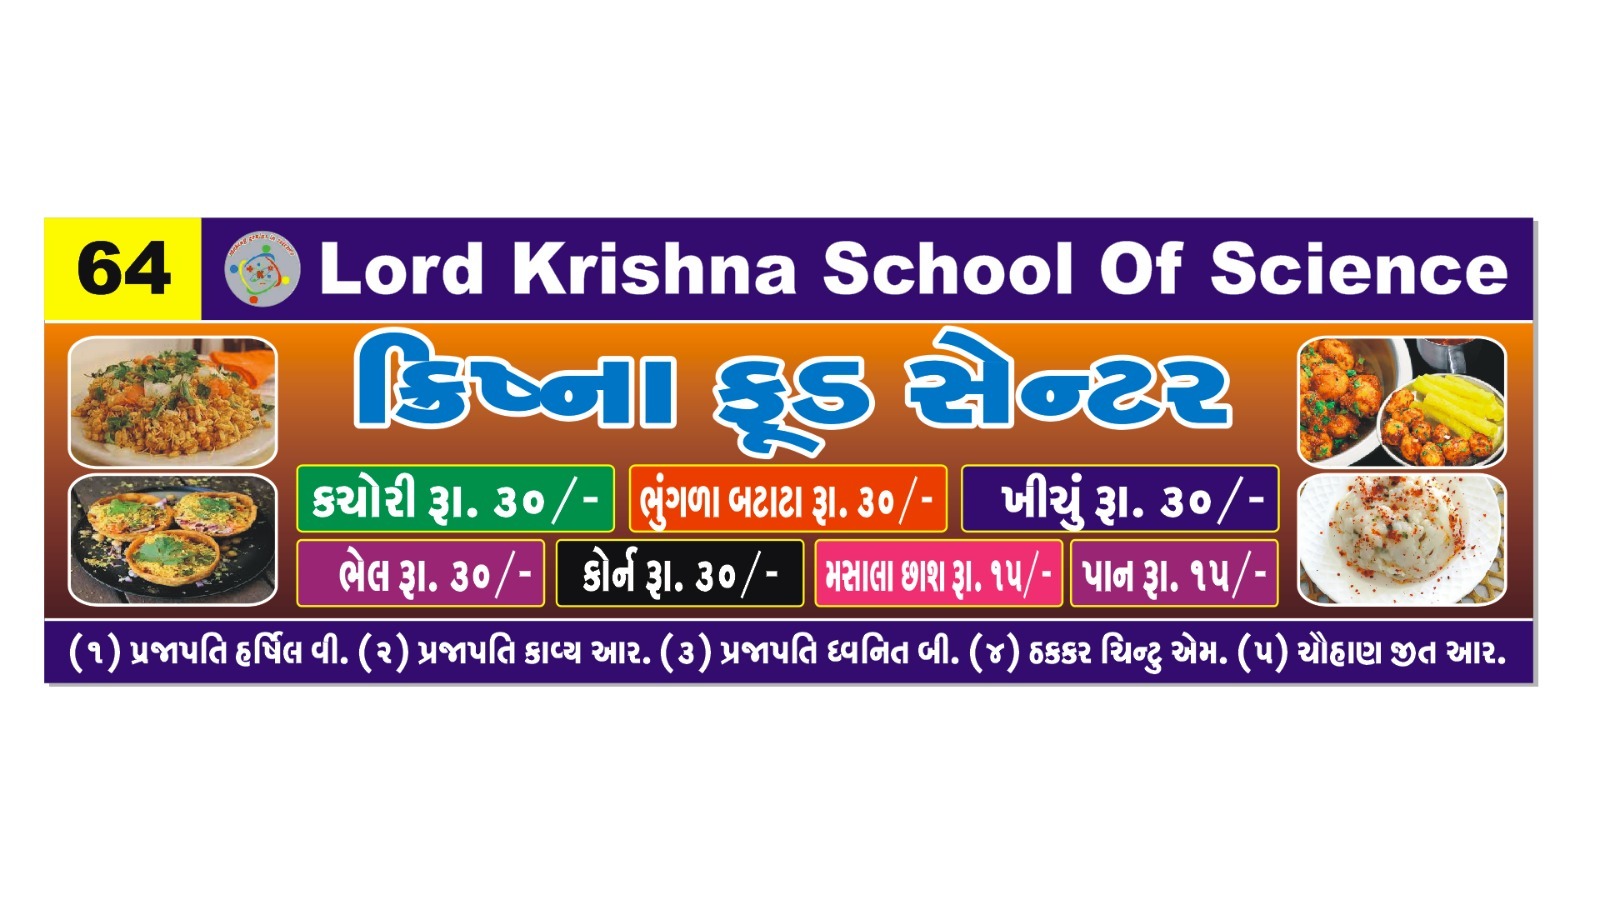 64 Lord Krishna School Of Science
ક્રિષ્ના ફૂડ સેન્ટર
કચોરી રૂા. ૩૦/- ભુંગળા બટાટા રૂા. ૩૦/- ખીચું રૂા. ૩૦/-
ભેલ રૂા. ૩૦/- કોર્ન રૂા. ૩૦/- મસાલા છાશ રૂા. ૧૫/- પાન રૂા. ૧૫/-
(૧) પ્રજાપતિ હર્ષિલ વી. (૨) પ્રજાપતિ કાવ્ય આર. (૩) પ્રજાપતિ ધ્વનિત બી. (૪) ઠકકર ચિન્ટુ એમ. (૫) ચૌહાણ જીત આર.